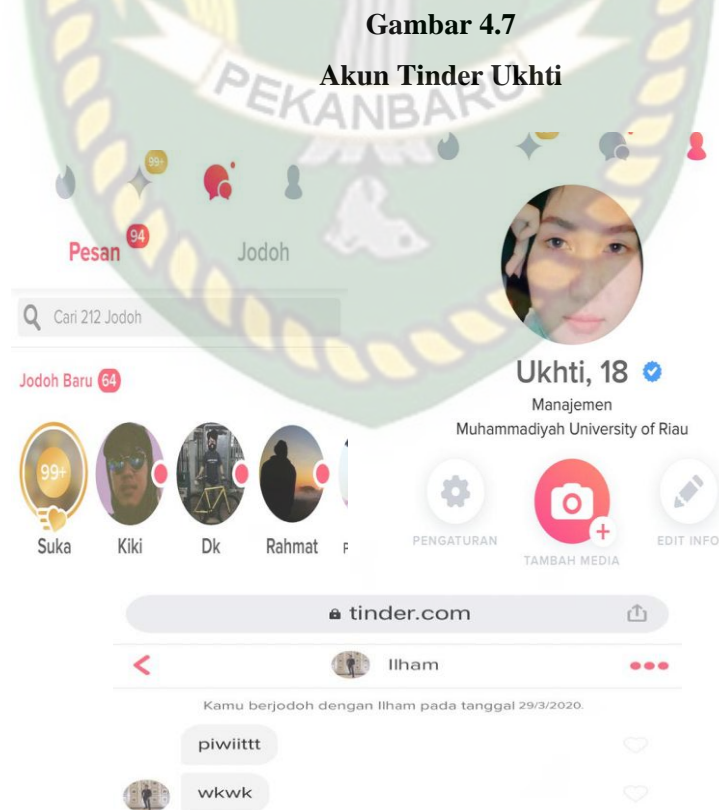 Gambar 4.7
Akun Tinder Ukhti
PEKANBARU
99+
Pesan 94
Jodoh
Cari 212 Jodoh
Jodoh Baru 64
99+
Suka
Kiki
Dk
Rahmat
Ukhti, 18
Manajemen
Muhammadiyah University of Riau
PENGATURAN
TAMBAH MEDIA
EDIT INFO
tinder.com
Ilham
Kamu berjodoh dengan Ilham pada tanggal 29/3/2020.
piwiittt
wkwk